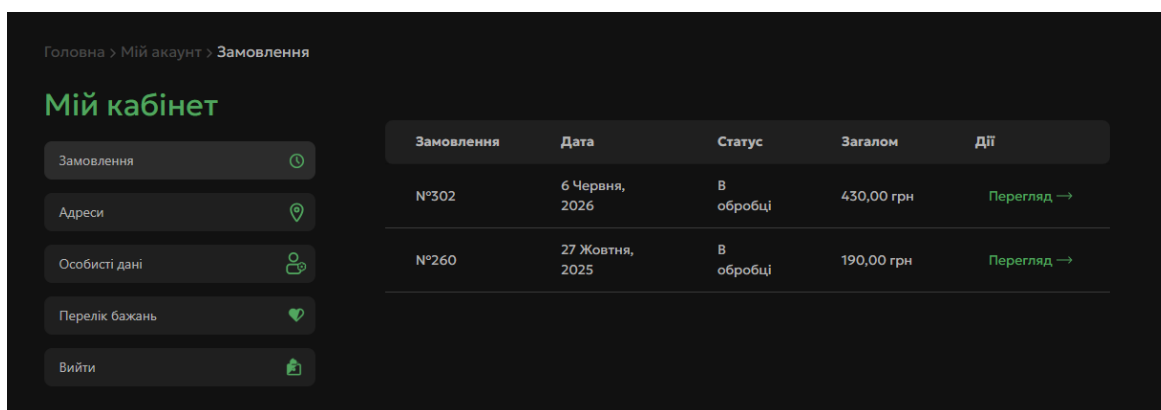 Головна > Мій акаунт > Замовлення
Мій кабінет
Замовлення
Адреси
Особисті дані
Перелік бажань
Вийти
Замовлення Дата Статус Загалом Дії
№302 6 Червня, 2026 В обробці 430,00 грн Перегляд →
№260 27 Жовтня, 2025 В обробці 190,00 грн Перегляд →